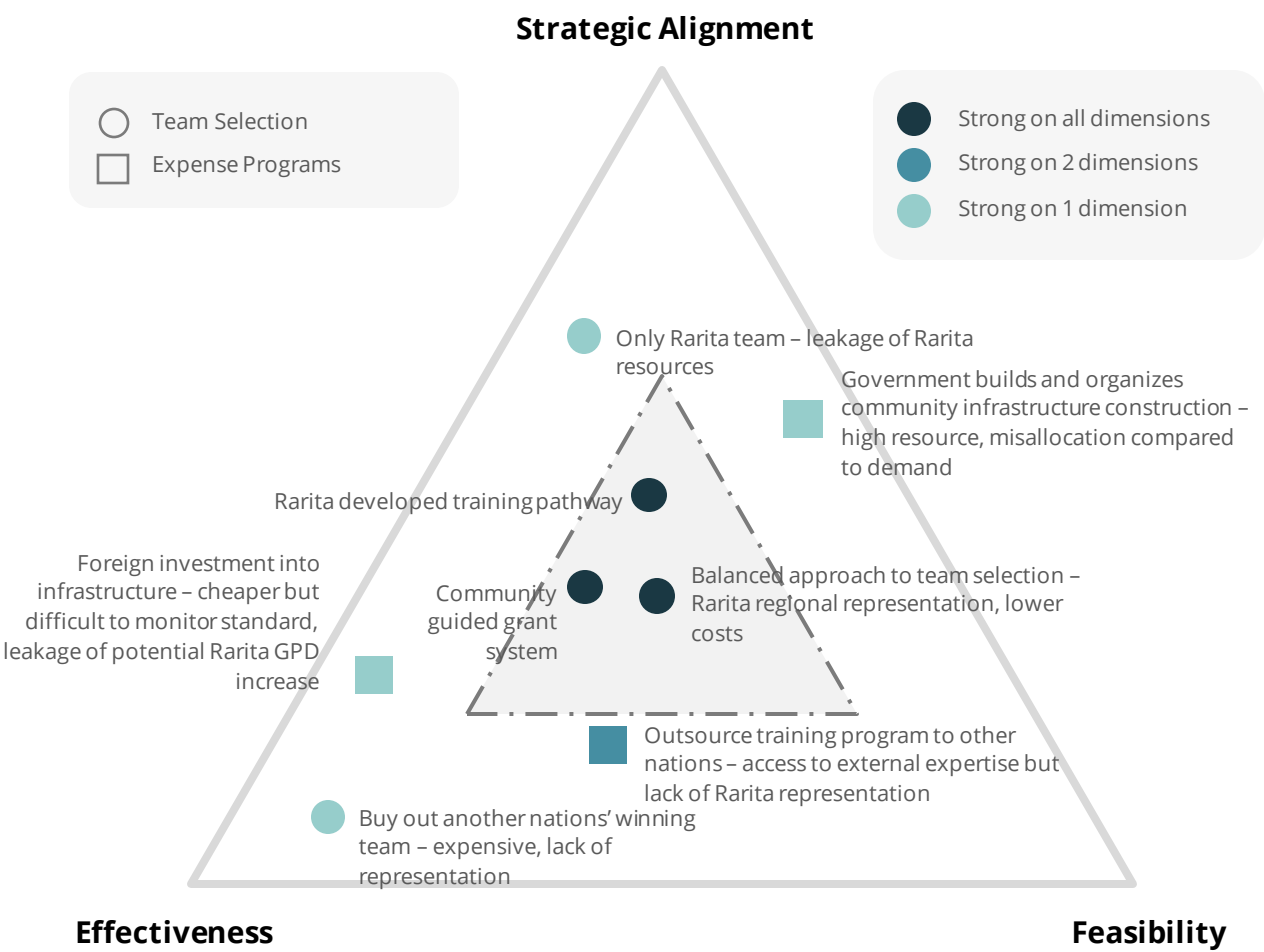 Strategic Alignment
Team Selection
Expense Programs
Strong on all dimensions
Strong on 2 dimensions
Strong on 1 dimension
Only Rarita team – leakage of Rarita
resources
Government builds and organizes
community infrastructure construction –
high resource, misallocation compared
to demand
Rarita developed training pathway
Foreign investment into
infrastructure – cheaper but
difficult to monitor standard,
leakage of potential Rarita GPD
increase
Community
guided grant
system
Balanced approach to team selection –
Rarita regional representation, lower
costs
Outsource training program to other
nations – access to external expertise but
lack of Rarita representation
Buy out another nations’ winning
team – expensive, lack of
representation
Effectiveness
Feasibility